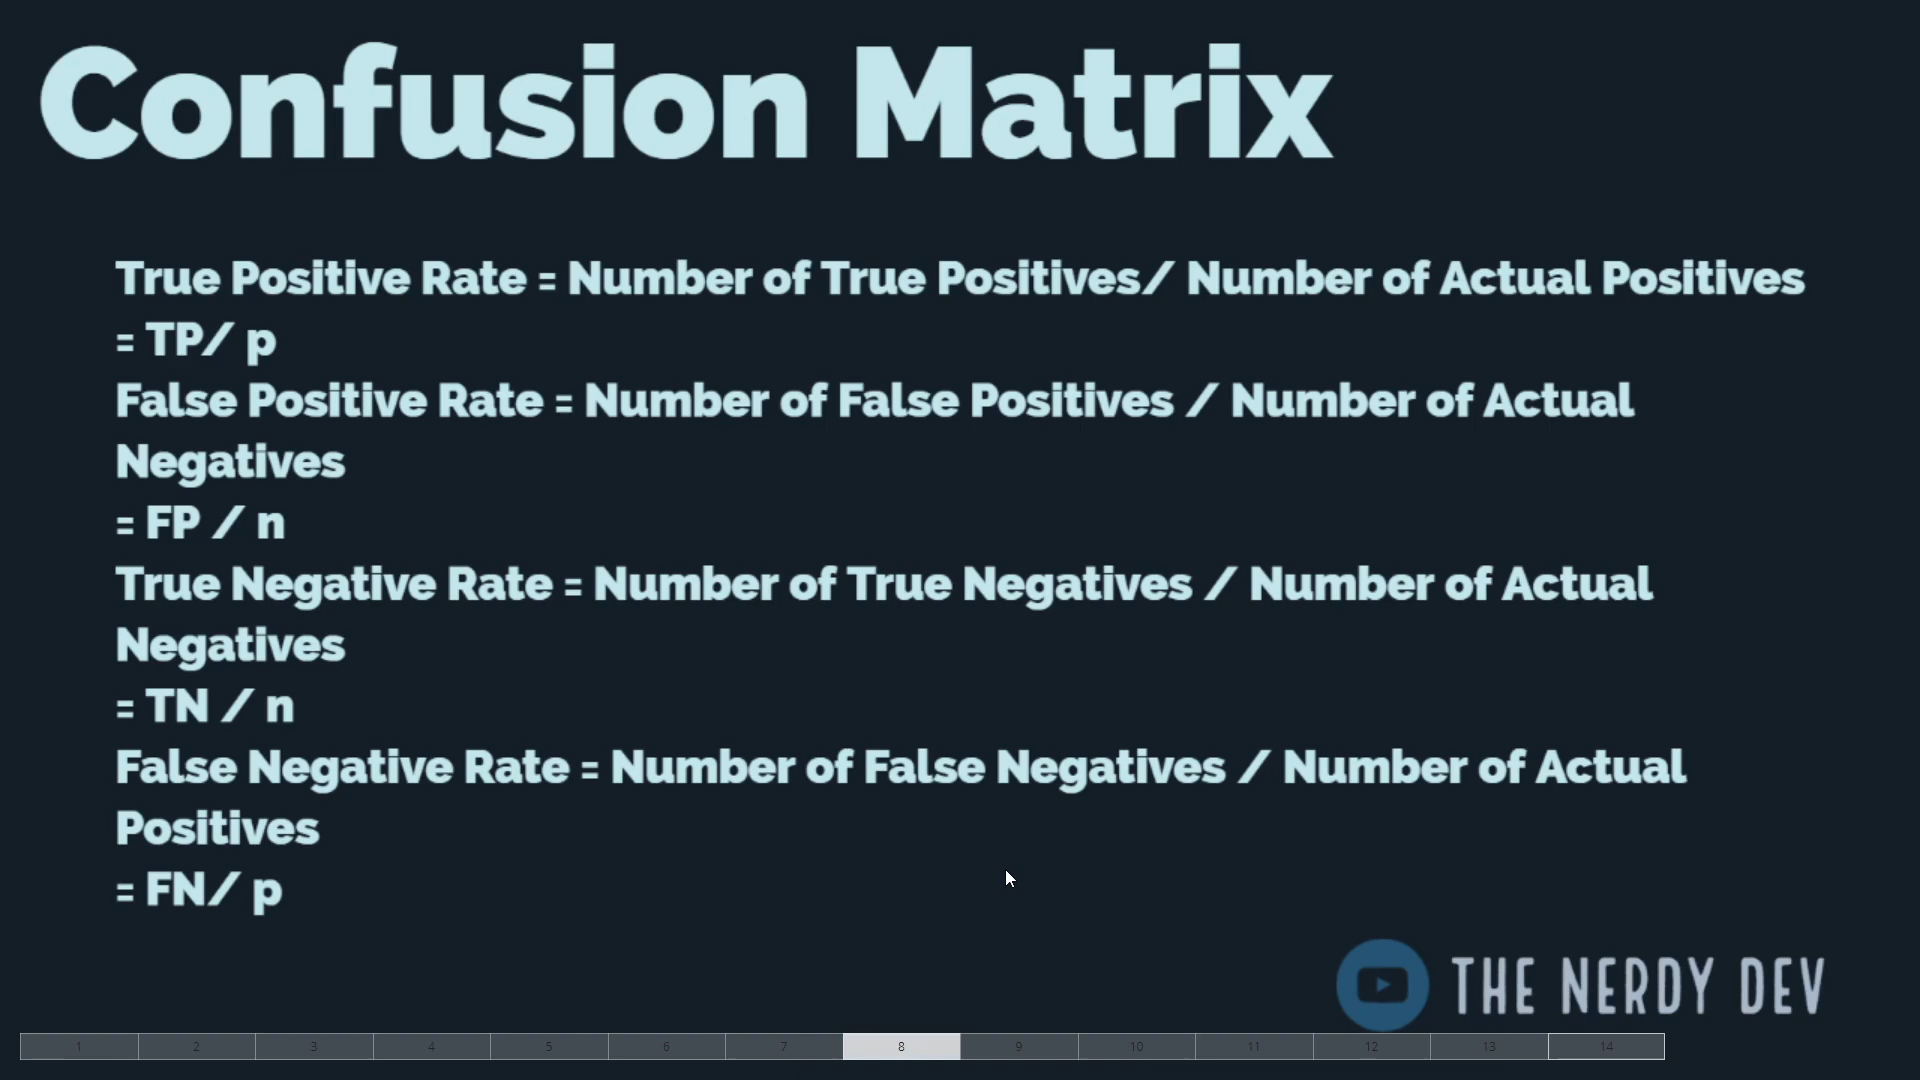 Confusion Matrix
True Positive Rate = Number of True Positives/ Number of Actual Positives
= TP/ p
False Positive Rate = Number of False Positives / Number of Actual
Negatives
= FP / n
True Negative Rate = Number of True Negatives / Number of Actual
Negatives
= TN / n
False Negative Rate = Number of False Negatives / Number of Actual
Positives
= FN/ p
THE NERDY DEV
1 2 3 4 5 6 7 8 9 10 11 12 13 14